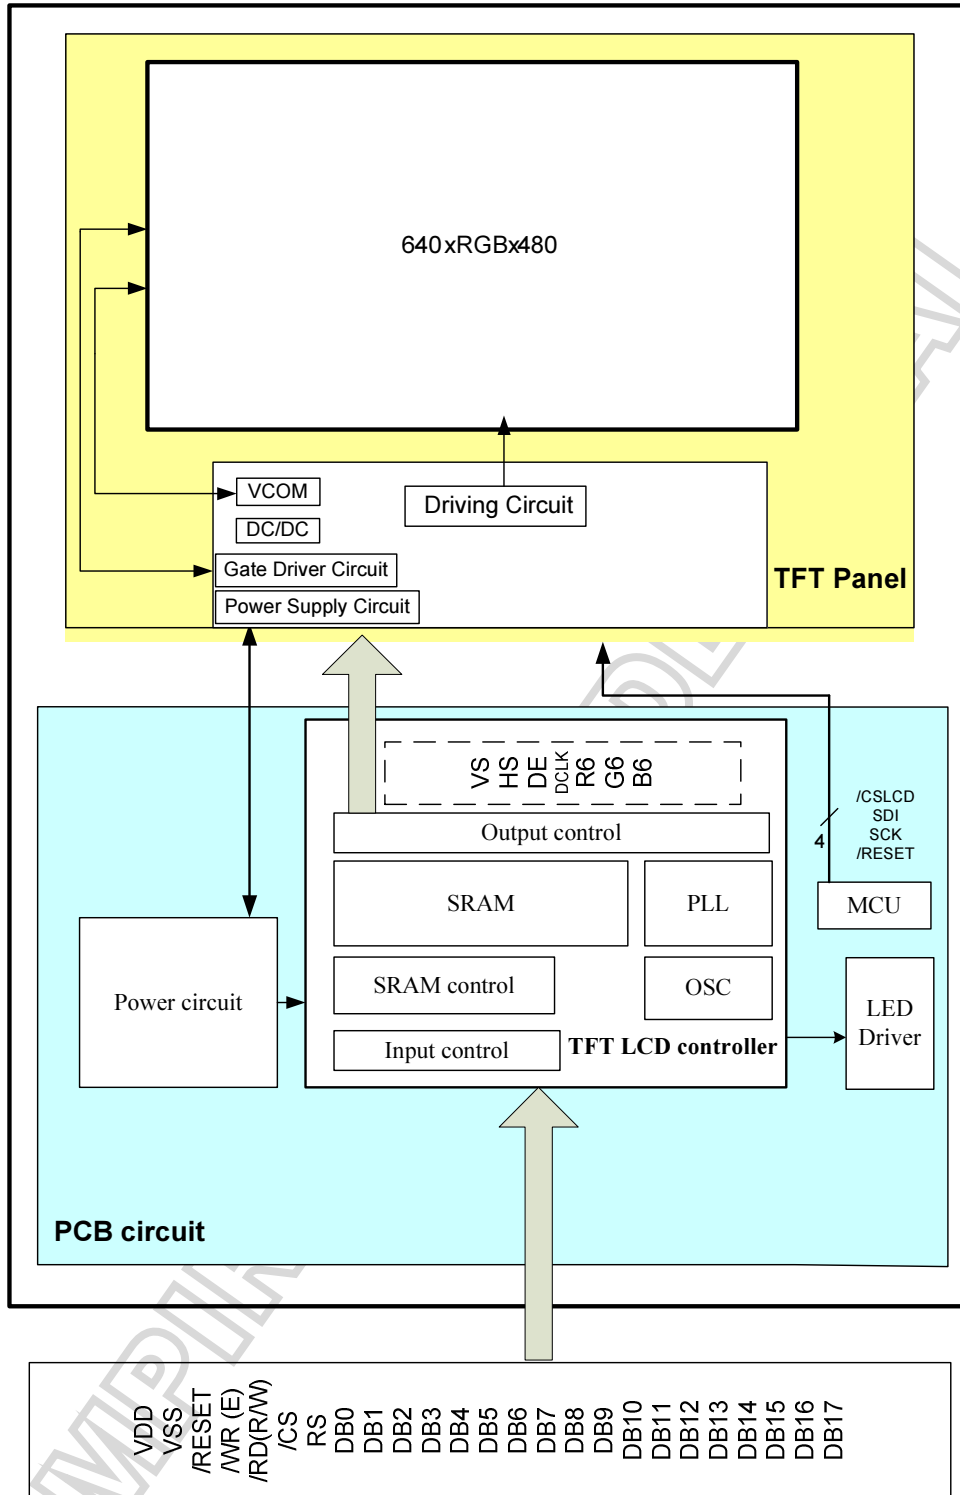 640xRGBx480
VCOM
Driving Circuit
DC/DC
Gate Driver Circuit
TFT Panel
Power Supply Circuit
VS
HS
DE
DCLK
R6
G6
B6
/CSLCD
SDI
SCK
/RESET
4
Output control
SRAM
PLL
MCU
SRAM control
OSC
Power circuit
LED
Driver
Input control
TFT LCD controller
PCB circuit
VDD
VSS
/RESET
/WR (E)
/RD(R/W)
/CS
RS
DB0
DB1
DB2
DB3
DB4
DB5
DB6
DB7
DB8
DB9
DB10
DB11
DB12
DB13
DB14
DB15
DB16
DB17